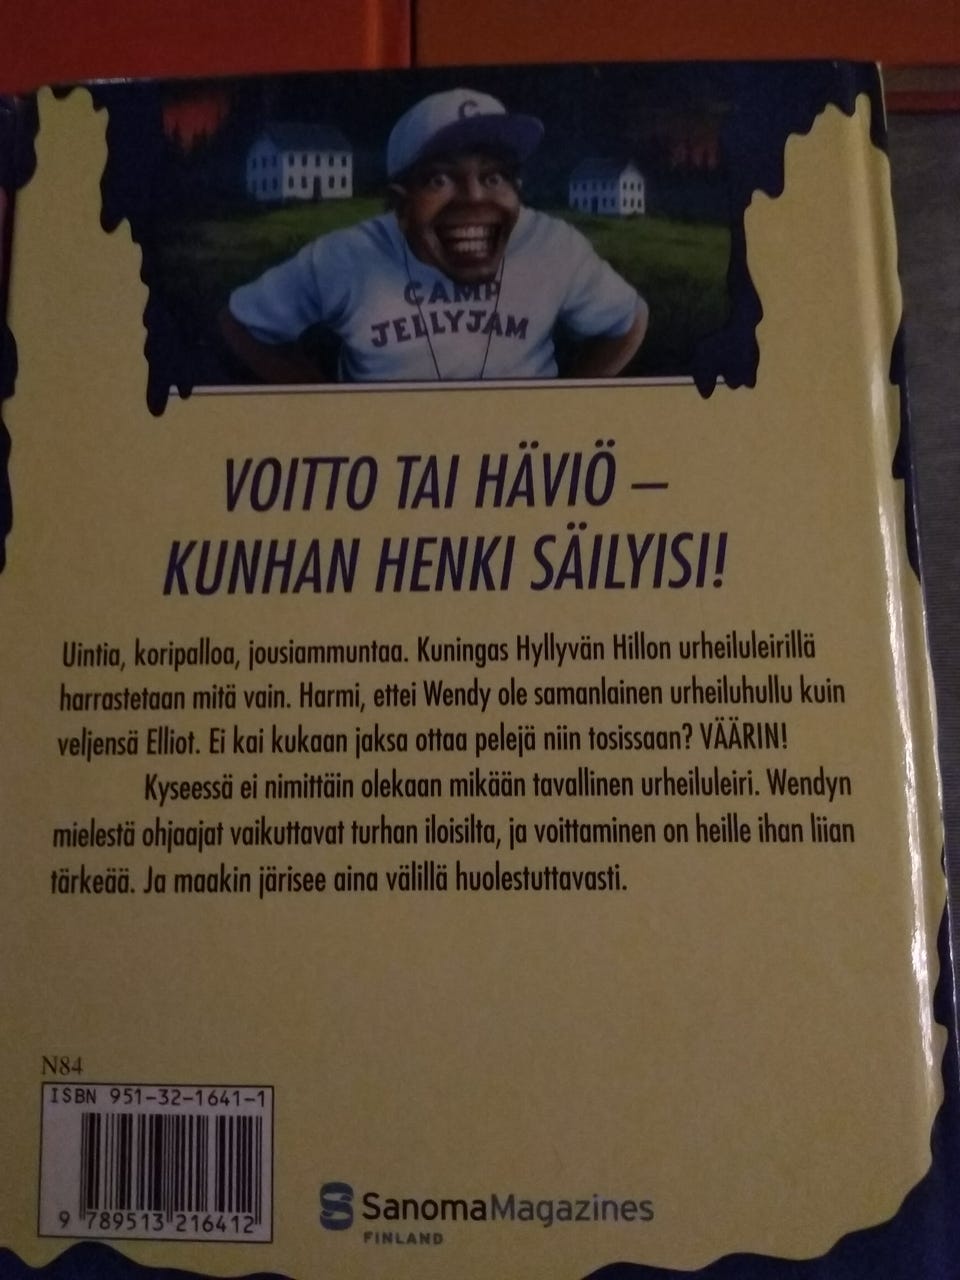 C
CAMP
JELLYJAM
VOITTO TAI HÄVIÖ –
KUNHAN HENKI SÄILYISI!
Uintia, koripalloa, jousiammuntaa. Kuningas Hyllyvän Hillon urheiluleirillä
harrastetaan mitä vain. Harmi, ettei Wendy ole samanlainen urheiluhullu kuin
veljensä Elliot. Ei kai kukaan jaksa ottaa pelejä niin tosissaan? VÄÄRIN!
Kyseessä ei nimittäin olekaan mikään tavallinen urheiluleiri. Wendyn
mielestä ohjaajat vaikuttavat turhan iloisilta, ja voittaminen on heille ihan liian
tärkeää. Ja maakin järisee aina välillä huolestuttavasti.
N84
ISBN 951-32-1641-1
9 789513 216412
SanomaMagazines
FINLAND